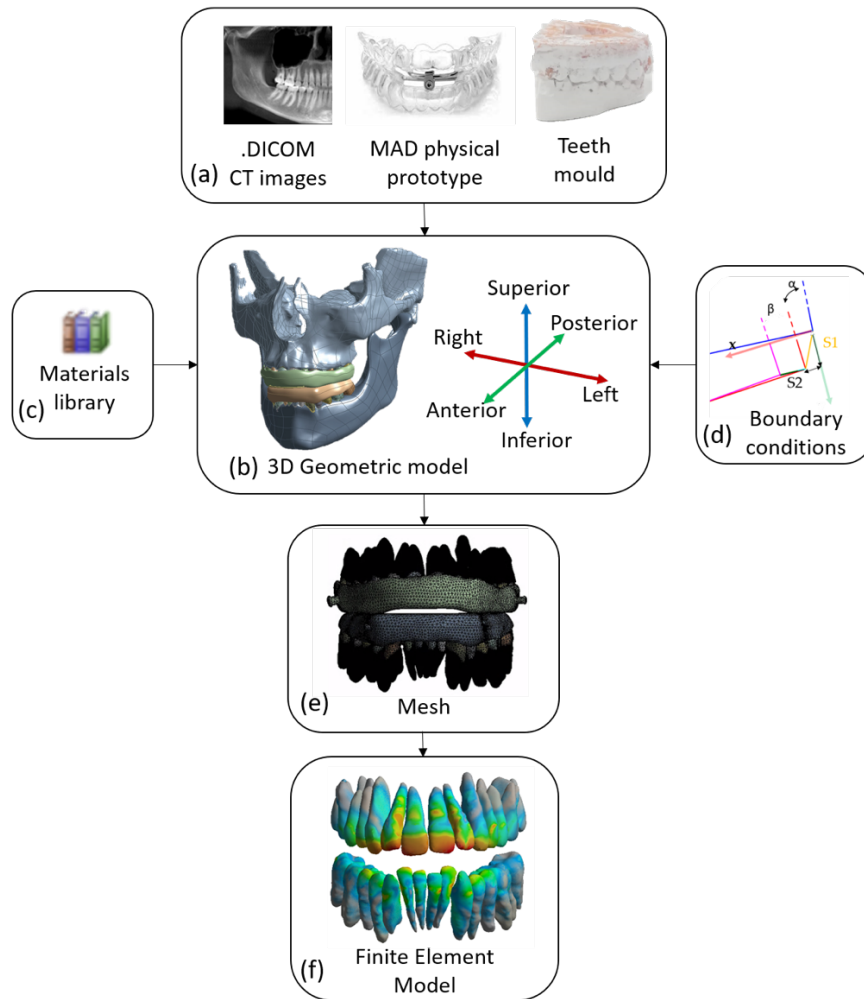 .DICOM
CT images
MAD physical
prototype
Teeth
mould
(a)
Superior
Posterior
Right
Left
Anterior
Inferior
(b) 3D Geometric model
Materials
library
(c)
α
β
x
S1
S2
Boundary
conditions
(d)
(e)
Mesh
(f)
Finite Element
Model